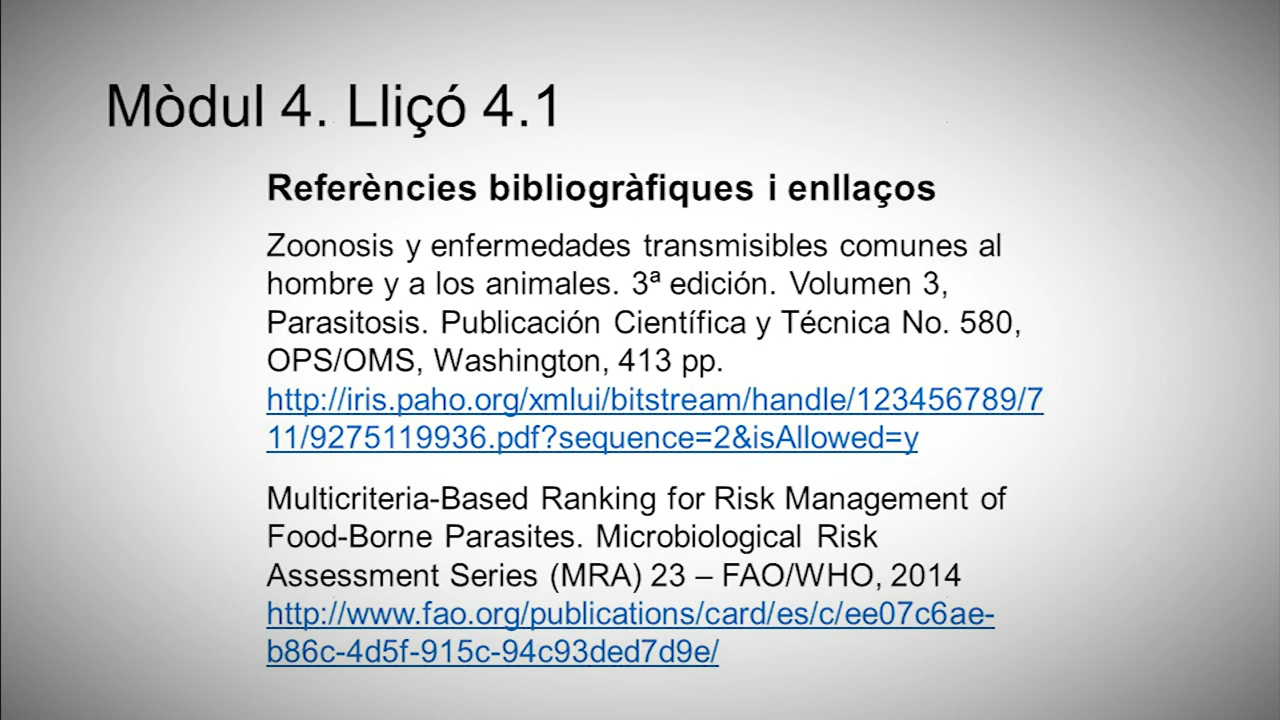 Mòdul 4. Lliçó 4.1
Referències bibliogràfiques i enllaços
Zoonosis y enfermedades transmisibles comunes al
hombre y a los animales. 3ª edición. Volumen 3,
Parasitosis. Publicación Científica y Técnica No. 580,
OPS/OMS, Washington, 413 pp.
http://iris.paho.org/xmlui/bitstream/handle/123456789/7
11/9275119936.pdf?sequence=2&isAllowed=y
Multicriteria-Based Ranking for Risk Management of
Food-Borne Parasites. Microbiological Risk
Assessment Series (MRA) 23 – FAO/WHO, 2014
http://www.fao.org/publications/card/es/c/ee07c6ae-
b86c-4d5f-915c-94c93ded7d9e/